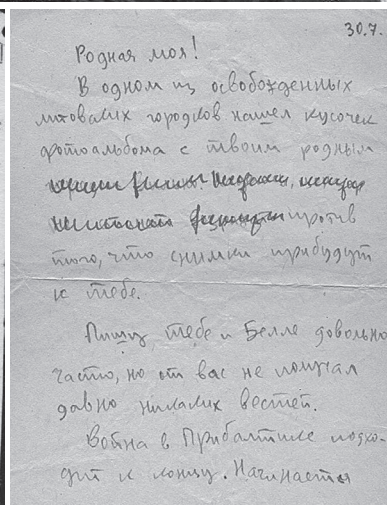 30.7.
Родная моя!
В одном из освобожденных
литовских городков нашел кусочек
фотоальбома с твоим родным
против
того, что снимки прибудут
к тебе.
Пишу тебе и Белле довольно
часто, но от вас не получал
давно никаких вестей.
Война в Прибалтике подхо-
дит к концу. Начинается